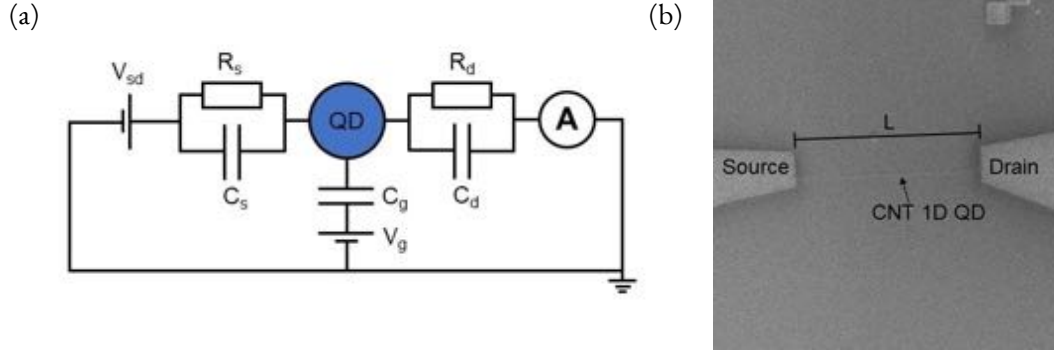 (a)
(b)
V_sd
R_s
R_d
QD
A
C_s
C_g
C_d
V_g
L
Source
Drain
CNT 1D QD